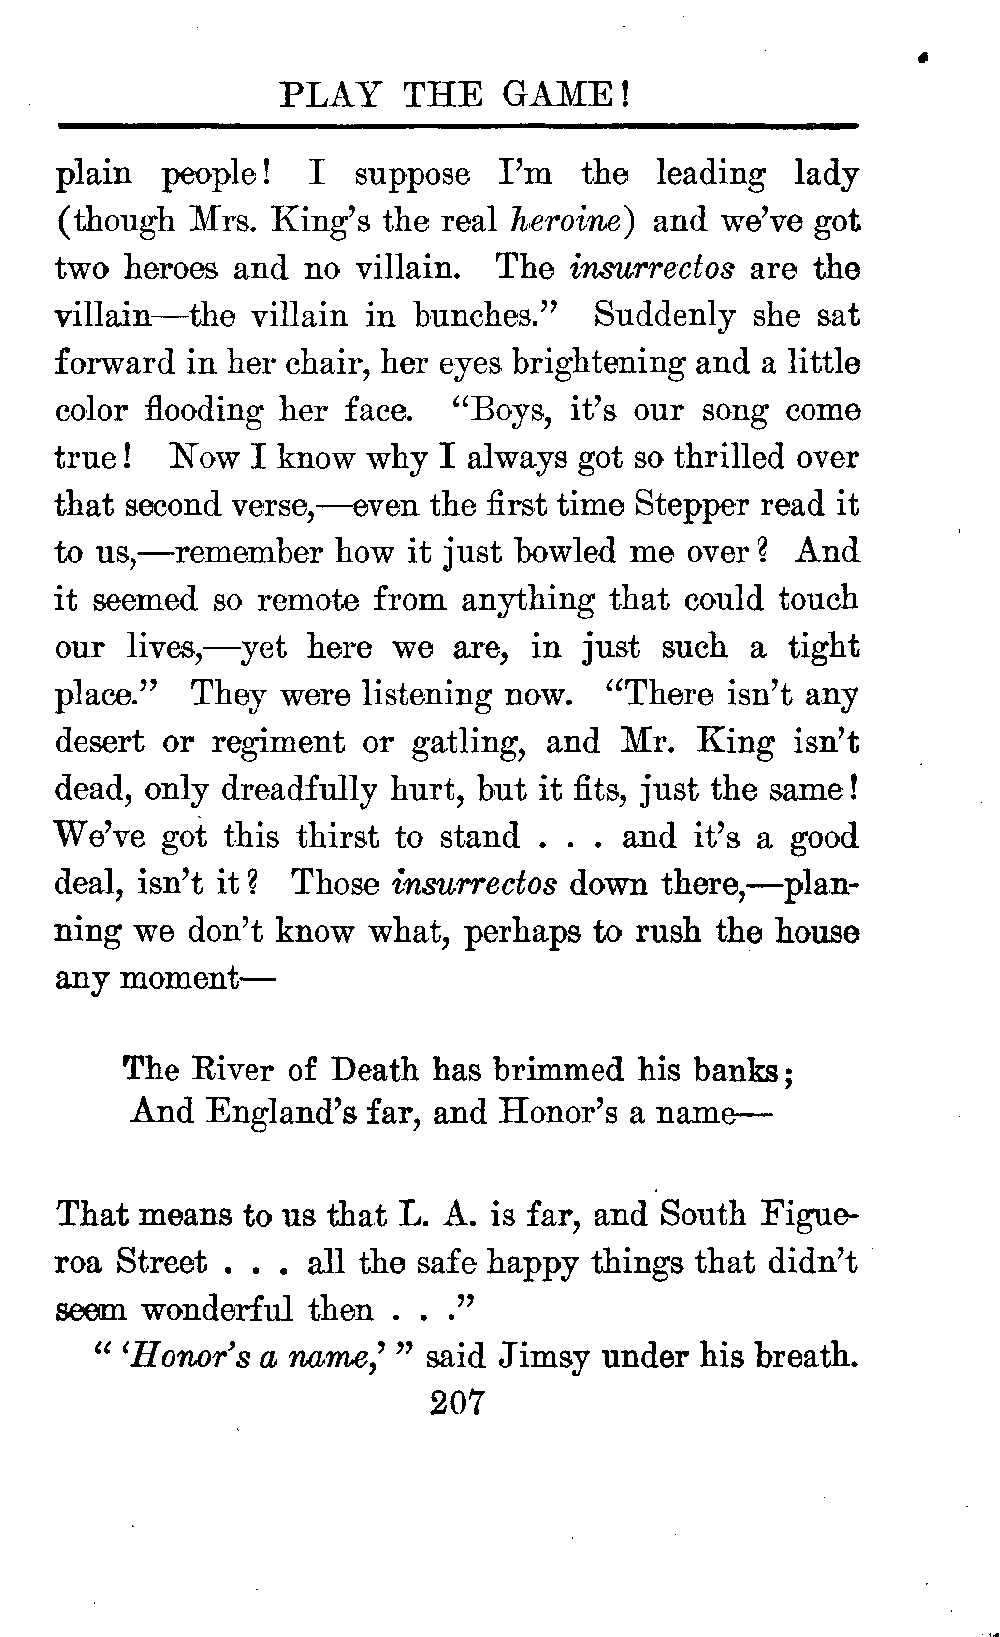 PLAY THE GAME!
plain people! I suppose I'm the leading lady
(though Mrs. King's the real heroine) and we've got
two heroes and no villain. The insurrectos are the
villain—the villain in bunches." Suddenly she sat
forward in her chair, her eyes brightening and a little
color flooding her face. "Boys, it's our song come
true! Now I know why I always got so thrilled over
that second verse,—even the first time Stepper read it
to us,—remember how it just bowled me over? And
it seemed so remote from anything that could touch
our lives,—yet here we are, in just such a tight
place." They were listening now. "There isn't any
desert or regiment or gatling, and Mr. King isn't
dead, only dreadfully hurt, but it fits, just the same!
We've got this thirst to stand . . . and it's a good
deal, isn't it? Those insurrectos down there,—plan-
ning we don't know what, perhaps to rush the house
any moment—
The River of Death has brimmed his banks;
And England's far, and Honor's a name—
That means to us that L. A. is far, and South Figue-
roa Street . . . all the safe happy things that didn't
seem wonderful then . . ."
" 'Honor's a name,' " said Jimsy under his breath.
207